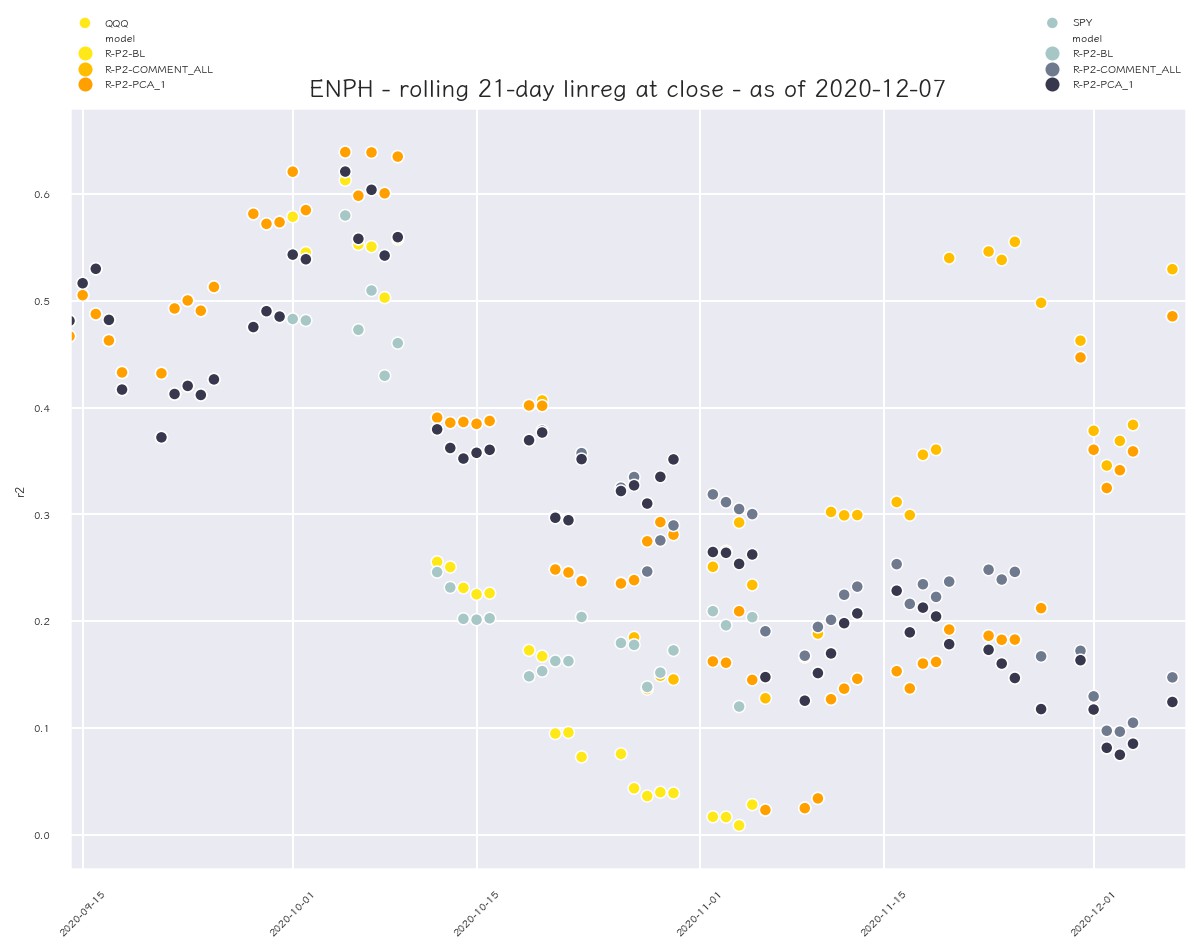 QQQ
model
R-P2-BL
R-P2-COMMENT_ALL
R-P2-PCA_1
SPY
model
R-P2-BL
R-P2-COMMENT_ALL
R-P2-PCA_1
ENPH - rolling 21-day linreg at close - as of 2020-12-07
0.6
0.5
0.4
0.3
0.2
0.1
0.0
r2
2020-09-15
2020-10-01
2020-10-15
2020-11-01
2020-11-15
2020-12-01